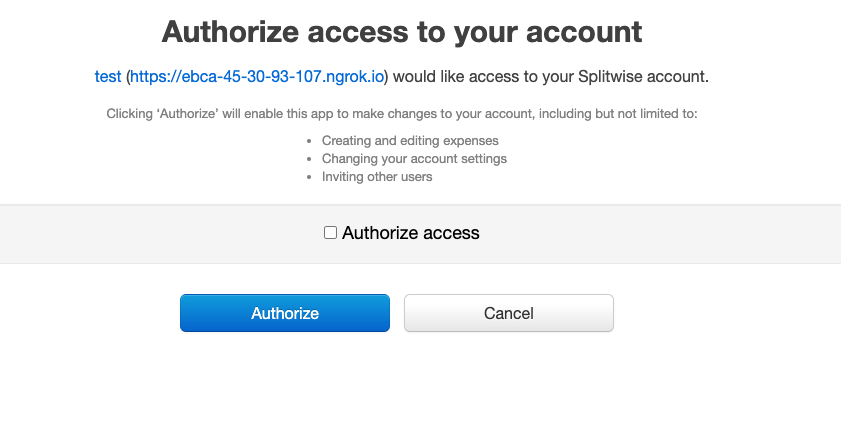 Authorize access to your account
test (https://ebca-45-30-93-107.ngrok.io) would like access to your Splitwise account.
Clicking ‘Authorize’ will enable this app to make changes to your account, including but not limited to:
• Creating and editing expenses
• Changing your account settings
• Inviting other users
Authorize access
Authorize
Cancel